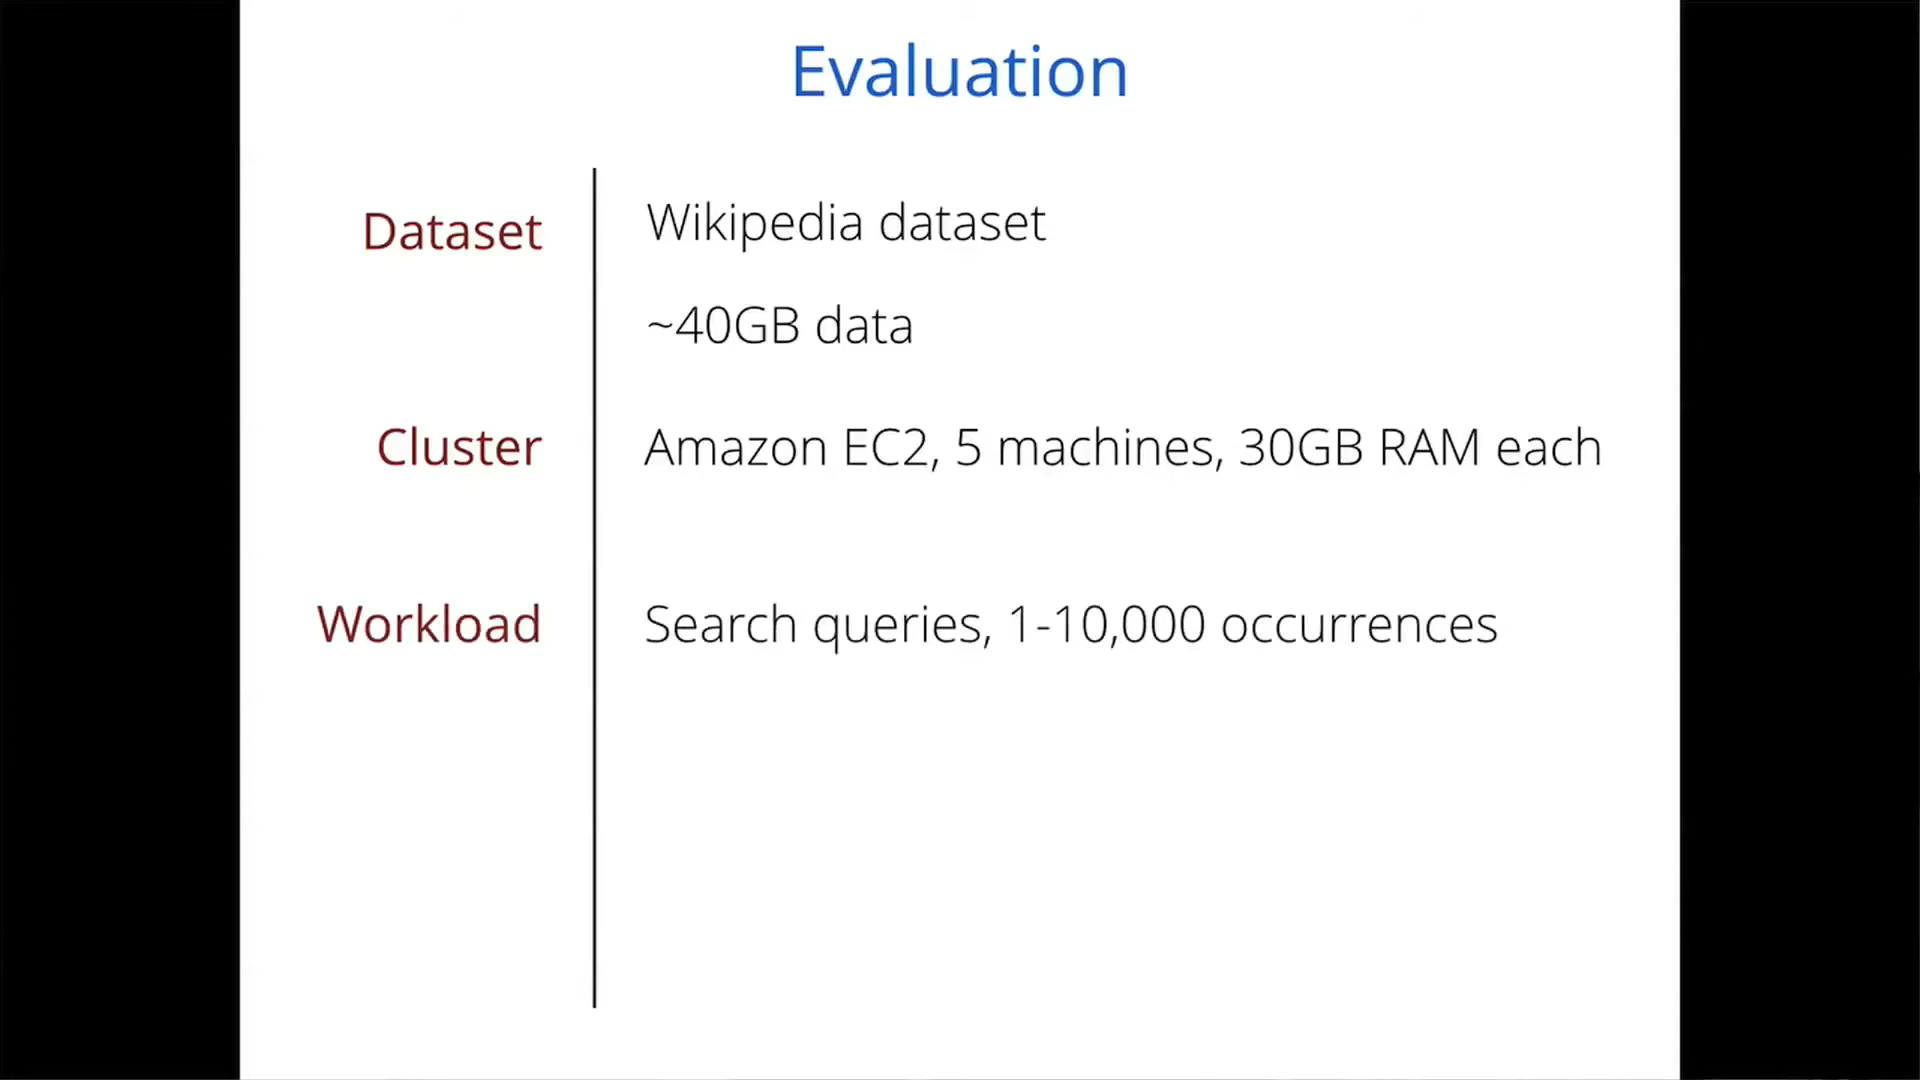 Evaluation
Dataset
Wikipedia dataset
~40GB data
Cluster
Amazon EC2, 5 machines, 30GB RAM each
Workload
Search queries, 1-10,000 occurrences